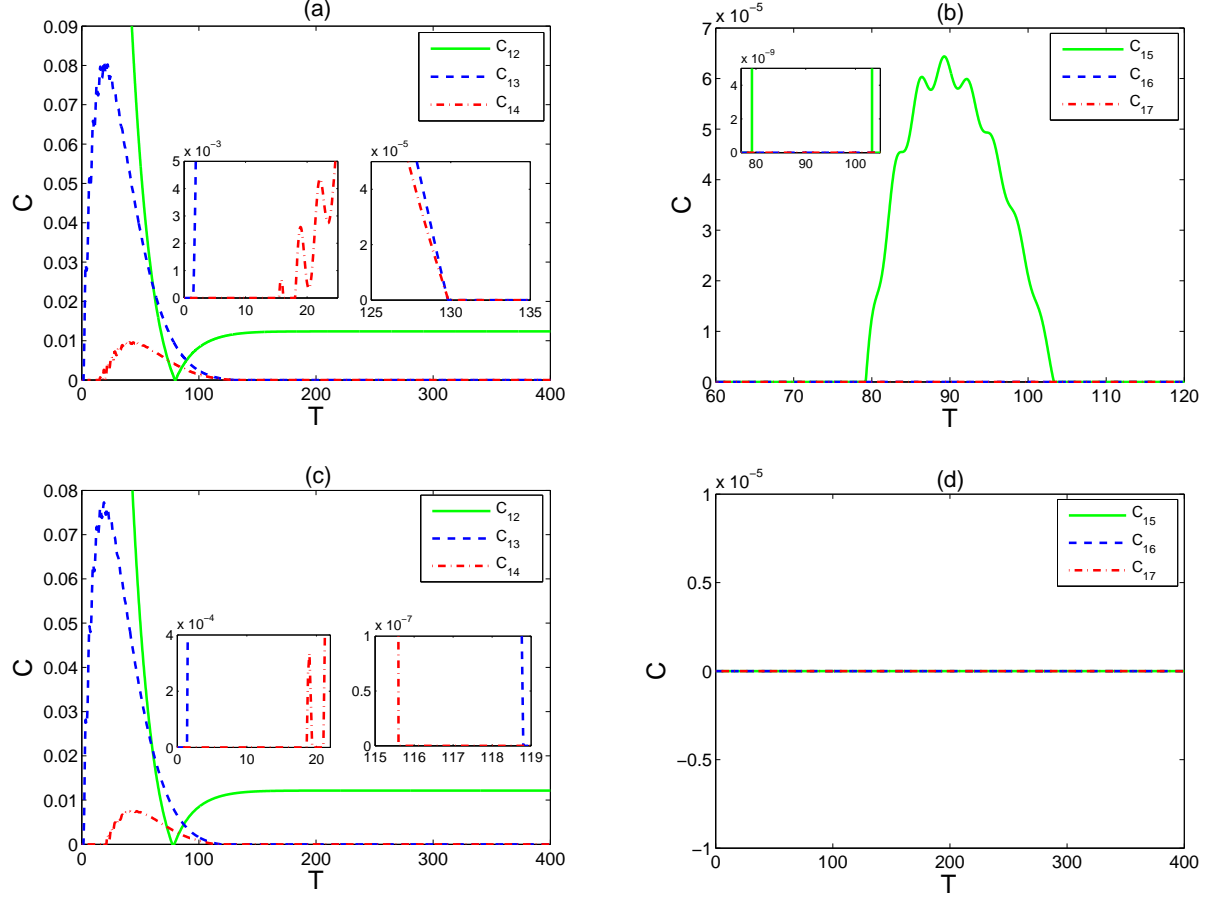 (a)
0.09
0.08
0.07
0.06
0.05
0.04
0.03
0.02
0.01
0
C
0 100 200 300 400
T
C12
C13
C14
x 10−3
5
4
3
2
1
0
0 10 20
x 10−5
4
2
0
125 130 135
(b)
x 10−5
7
6
5
4
3
2
1
0
C
60 70 80 90 100 110 120
T
C15
C16
C17
x 10−9
4
2
0
80 90 100
(c)
0.08
0.07
0.06
0.05
0.04
0.03
0.02
0.01
0
C
0 100 200 300 400
T
C12
C13
C14
x 10−4
4
2
0
0 10 20
x 10−7
1
0.5
0
115 116 117 118 119
(d)
x 10−5
1
0.5
0
−0.5
−1
C
0 100 200 300 400
T
C15
C16
C17